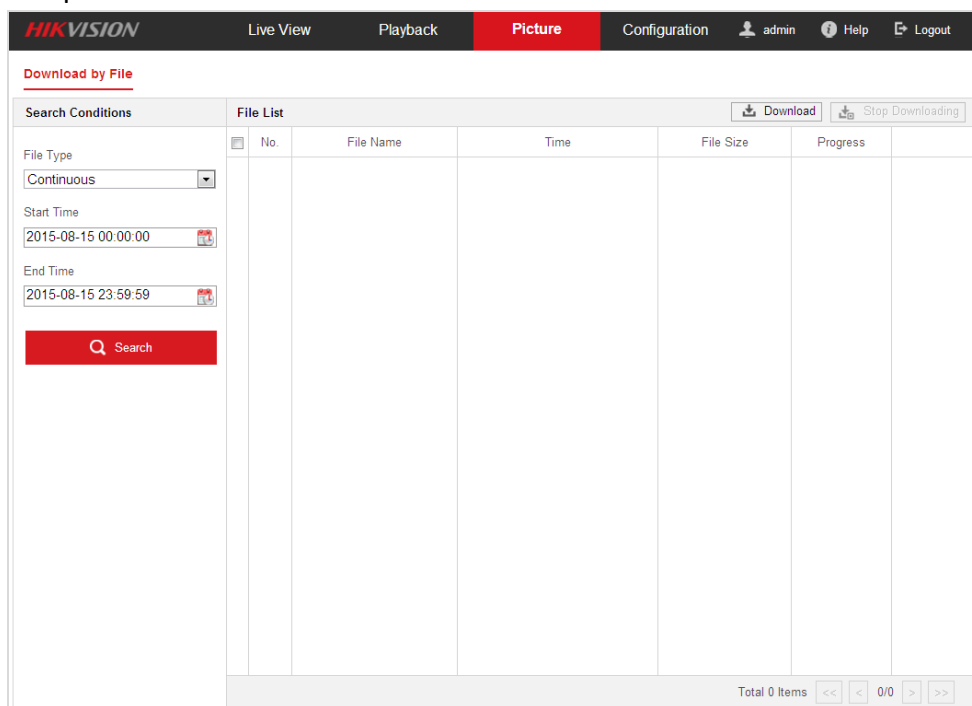 HIKVISION Live View Playback Picture Configuration admin Help Logout
Download by File
Search Conditions
File List Download Stop Downloading
No. File Name Time File Size Progress
File Type
Continuous
Start Time
2015-08-15 00:00:00
End Time
2015-08-15 23:59:59
Search
Total 0 Items << < 0/0 > >>